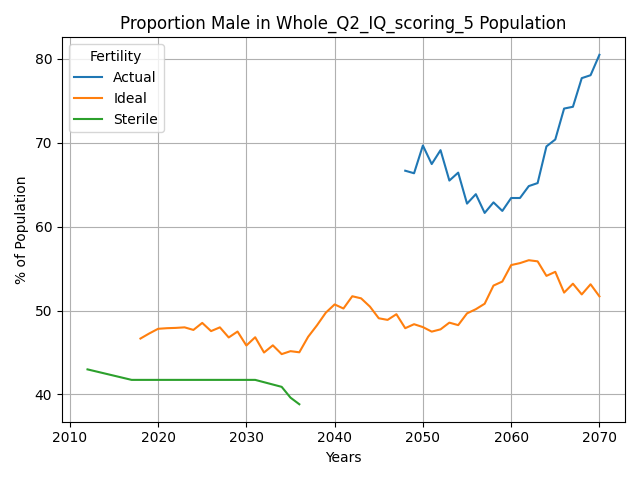 Proportion Male in Whole_Q2_IQ_scoring_5 Population
Fertility
Actual
Ideal
Sterile
% of Population
80
70
60
50
40
2010 2020 2030 2040 2050 2060 2070
Years